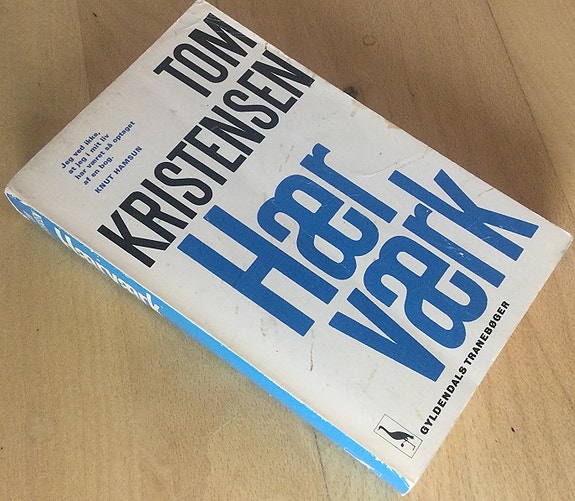 TOM
KRISTENSEN
Jeg ved ikke,
at jeg i mit liv
har været så optaget
af en bog.
KNUT HAMSUN
Hær
værk
GYLDENDALS TRANEBØGER
Hærværk